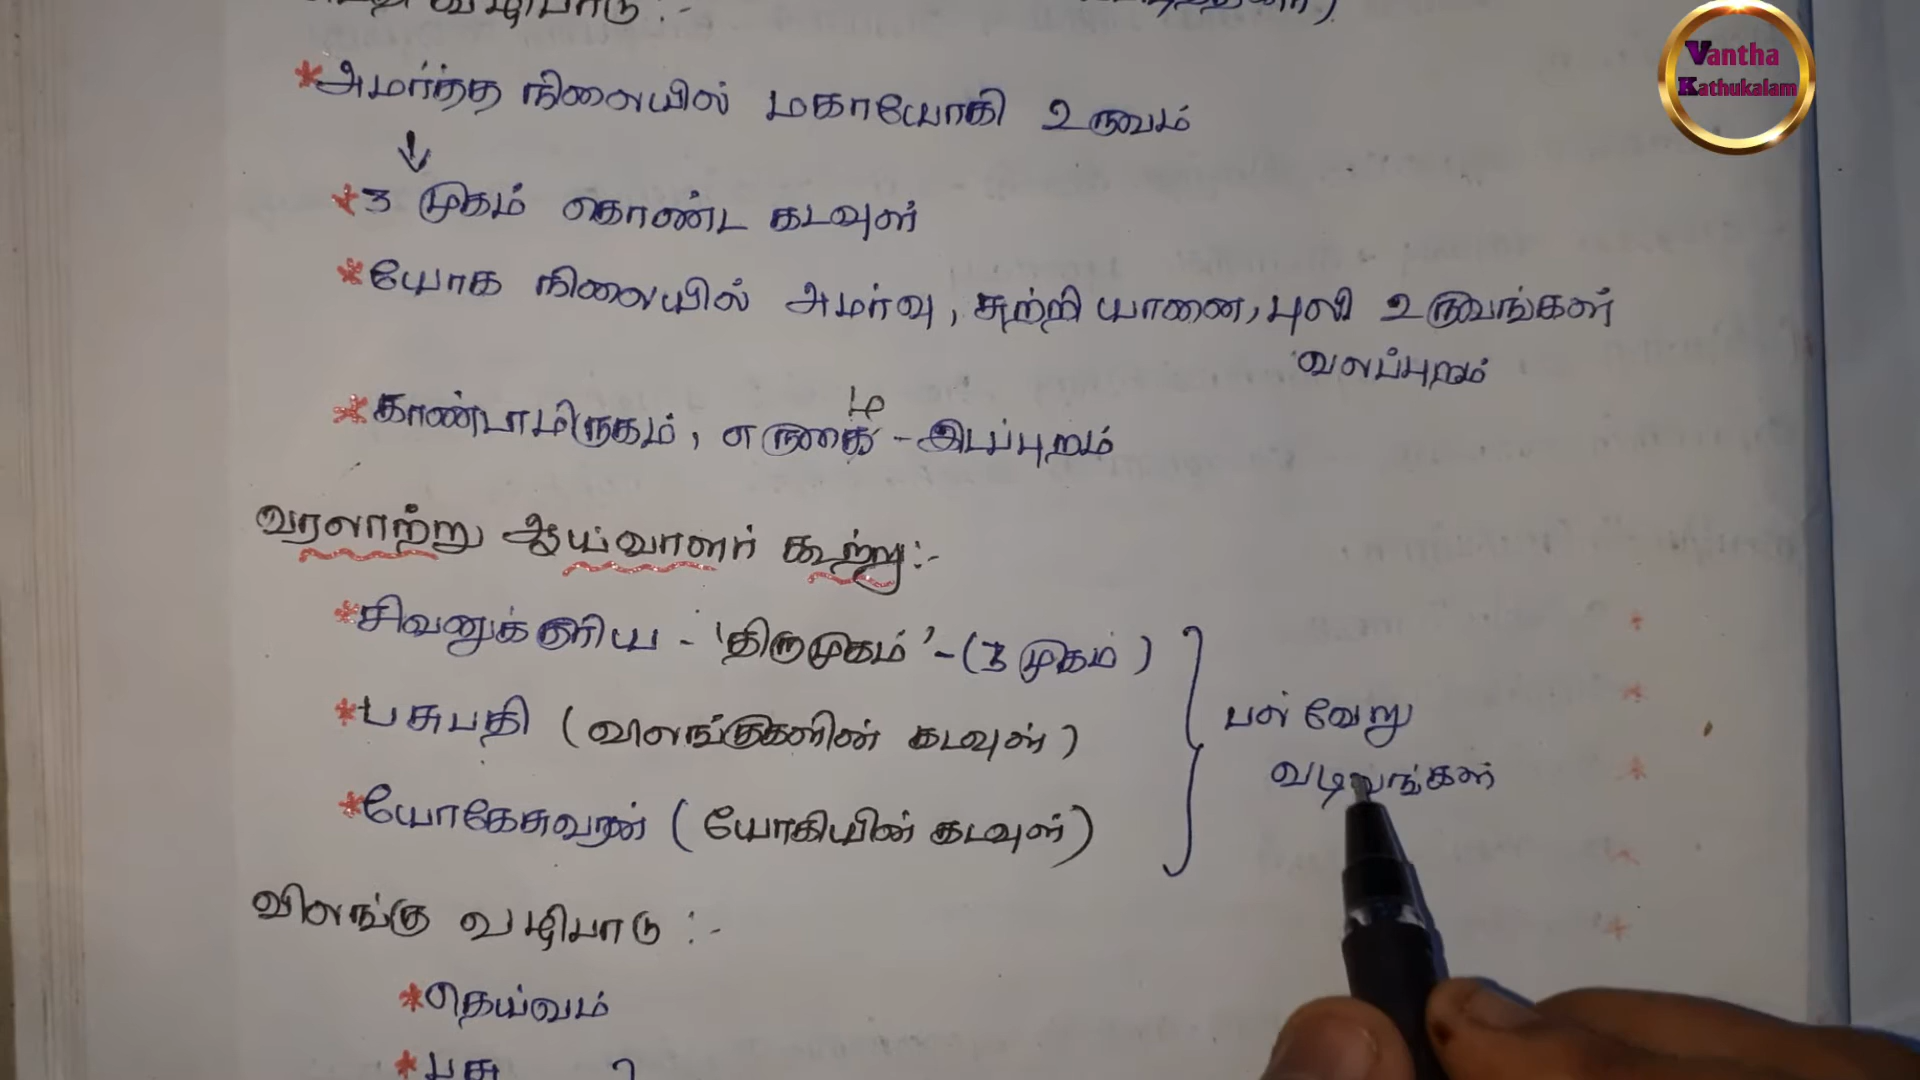 வழிபாடு :-
Vantha
Kathukalam
*அமர்ந்த நிலையில் மகாயோகி உருவம்
↓
*3 முகம் கொண்ட கடவுள்
*யோக நிலையில் அமர்வு, சுற்றி யானை, புலி உருவங்கள்
வலப்புறம்
*காண்டாமிருகம், எருமை - இடப்புறம்
வரலாற்று ஆய்வாளர் கூற்று:-
*சிவனுக்குரிய - 'திருமுகம்' - (3 முகம்)
*பசுபதி (விலங்குகளின் கடவுள்)
பல்வேறு
வடிவங்கள்
*யோகேசுவரன் (யோகியின் கடவுள்)
விலங்கு வழிபாடு :-
*தெய்வம்
*பசு